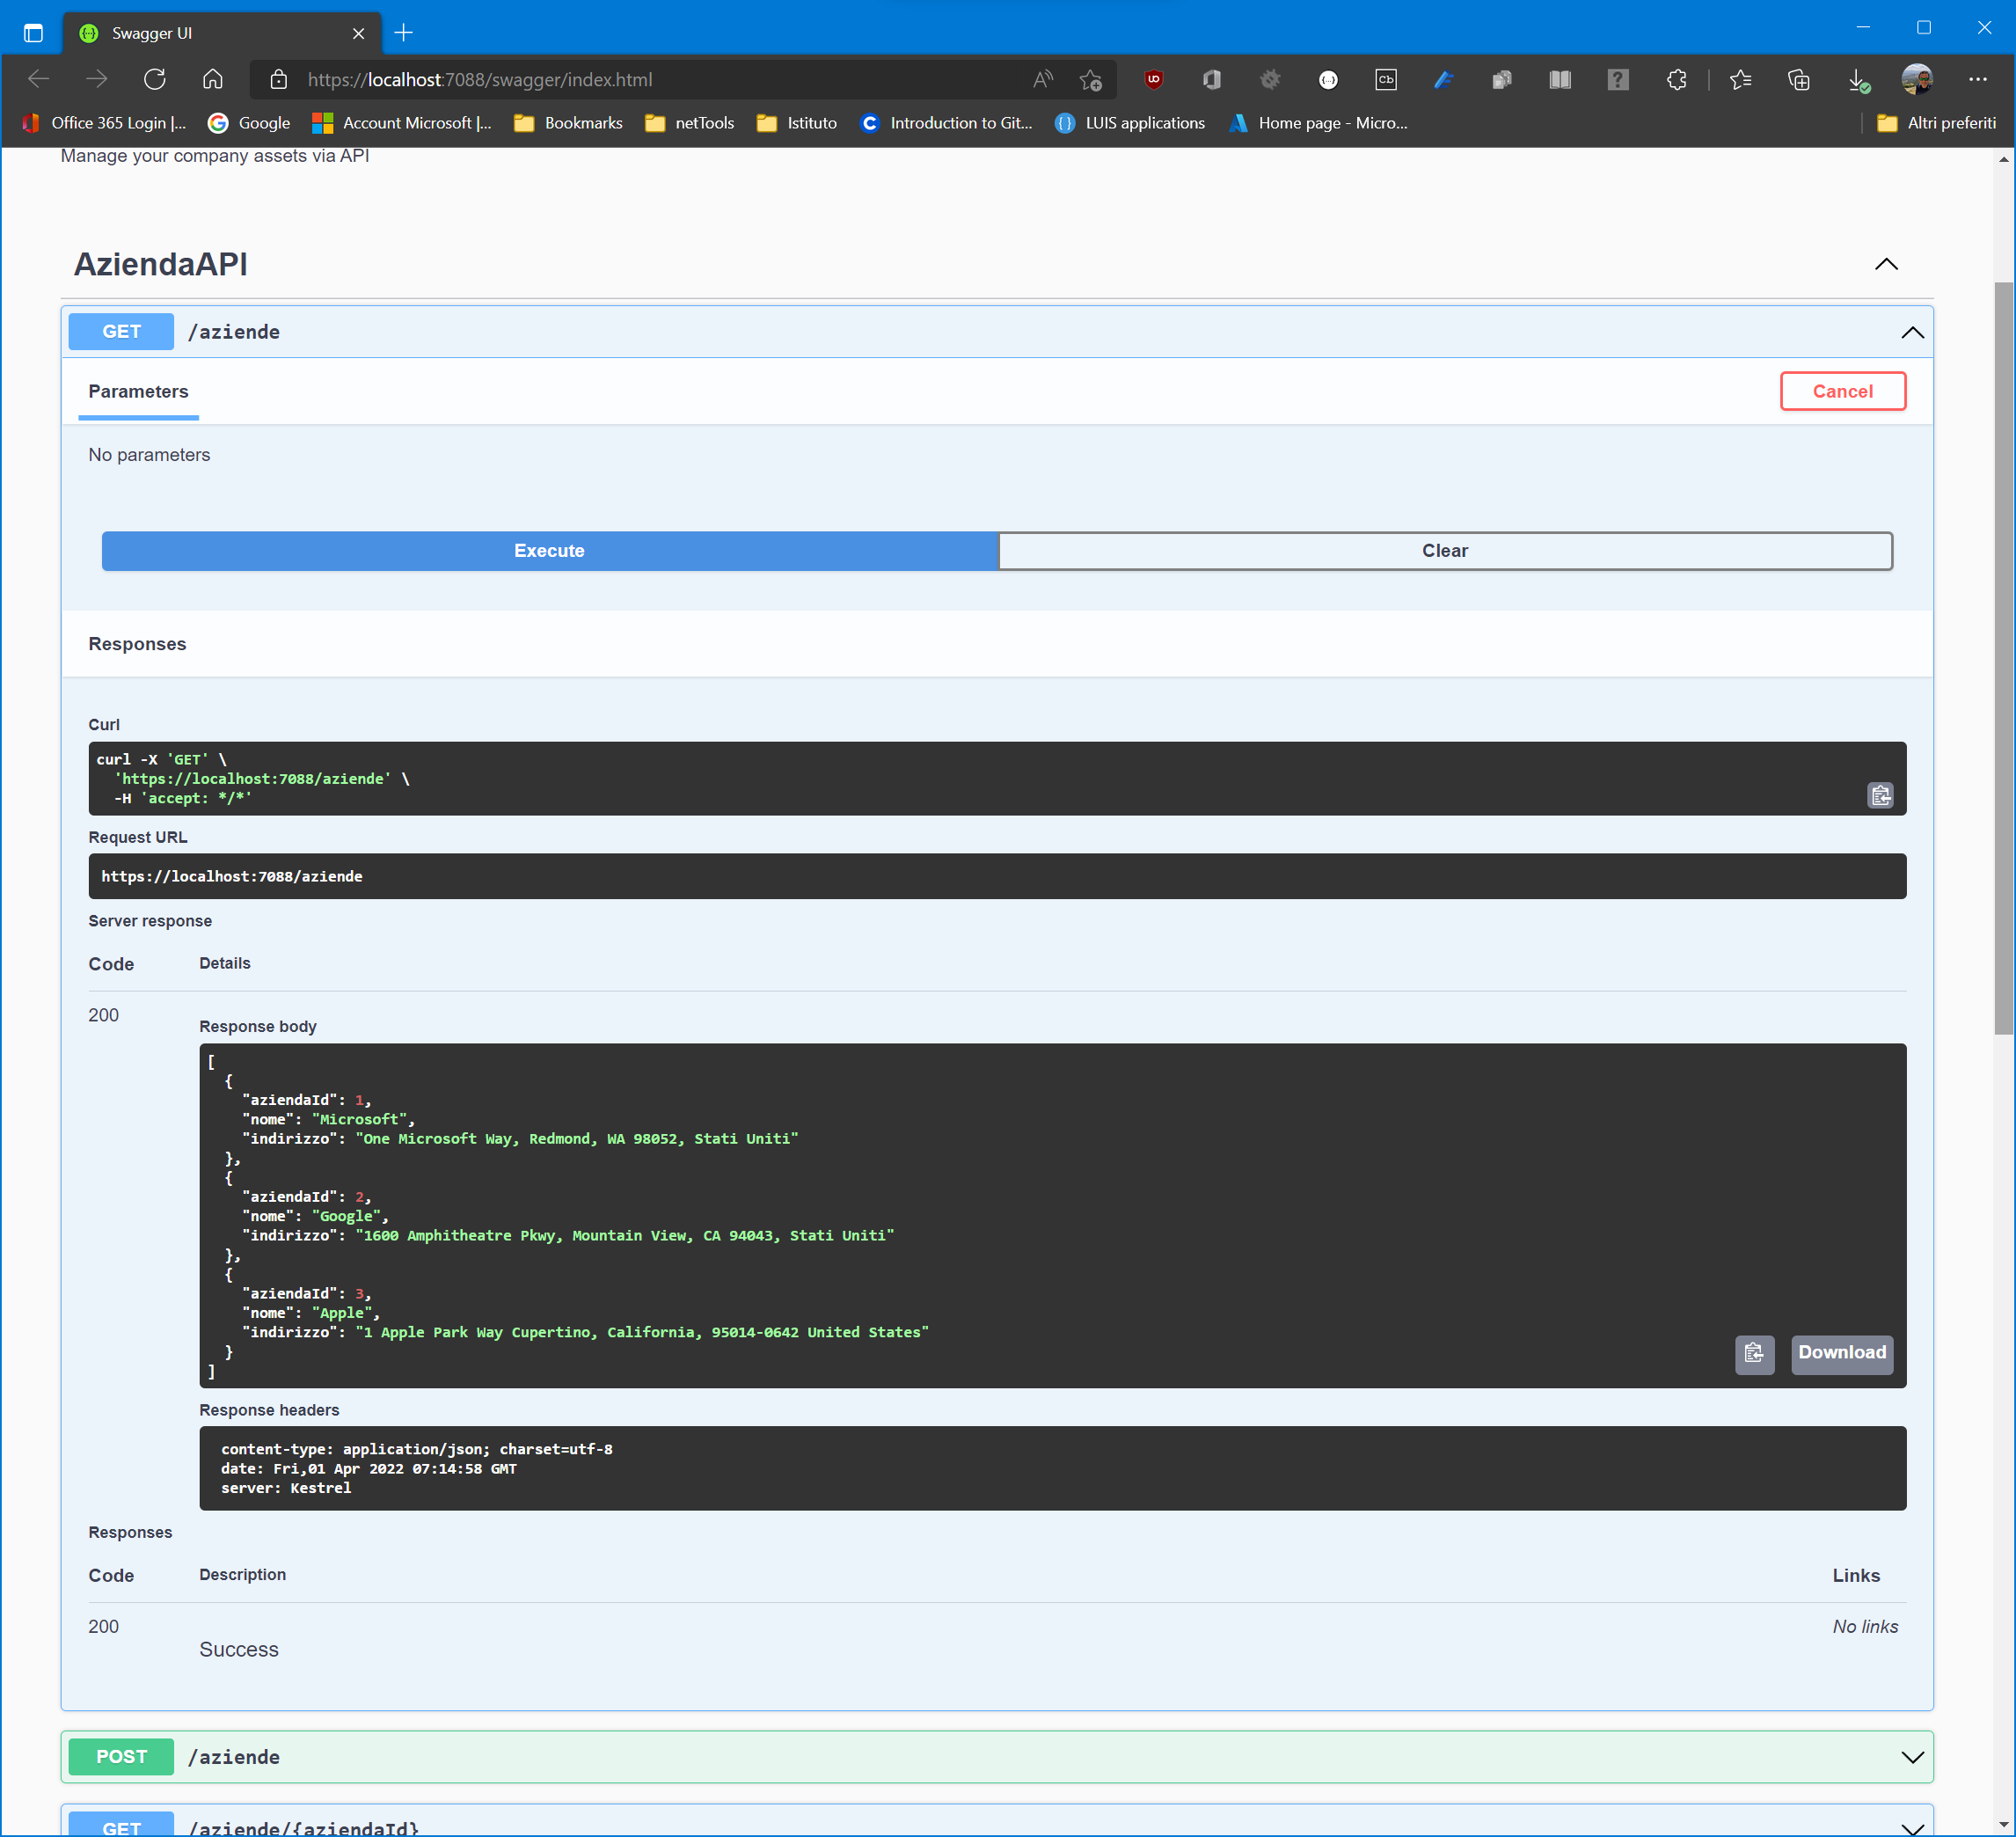 Swagger UI
https://localhost:7088/swagger/index.html
Office 365 Login |... Google Account Microsoft |... Bookmarks netTools Istituto Introduction to Git... LUIS applications Home page - Micro... Altri preferiti
Manage your company assets via API
AziendaAPI
GET /aziende
Parameters Cancel
No parameters
Execute Clear
Responses
Curl
curl -X 'GET' \
  'https://localhost:7088/aziende' \
  -H 'accept: */*'
Request URL
https://localhost:7088/aziende
Server response
Code Details
200
Response body
[
  {
    "aziendaId": 1,
    "nome": "Microsoft",
    "indirizzo": "One Microsoft Way, Redmond, WA 98052, Stati Uniti"
  },
  {
    "aziendaId": 2,
    "nome": "Google",
    "indirizzo": "1600 Amphitheatre Pkwy, Mountain View, CA 94043, Stati Uniti"
  },
  {
    "aziendaId": 3,
    "nome": "Apple",
    "indirizzo": "1 Apple Park Way Cupertino, California, 95014-0642 United States"
  }
]
Download
Response headers
content-type: application/json; charset=utf-8
date: Fri,01 Apr 2022 07:14:58 GMT
server: Kestrel
Responses
Code Description Links
200 No links
Success
POST /aziende
GET /aziende/{aziendaId}